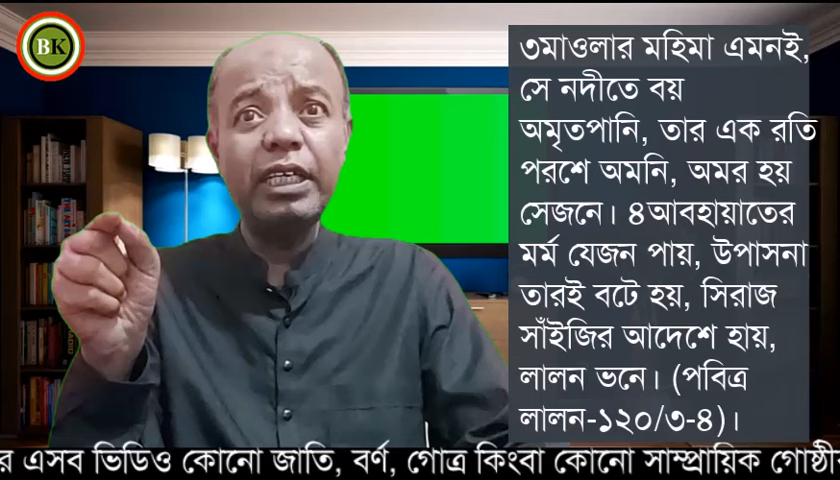 BK
৩মাওলার মহিমা এমনই,
সে নদীতে বয়
অমৃতপানি, তার এক রতি
পরশে অমনি, অমর হয়
সেজনে। ৪আবহায়াতের
মর্ম যেজন পায়, উপাসনা
তারই বটে হয়, সিরাজ
সাঁইজির আদেশে হায়,
লালন ভনে। (পবিত্র
লালন-১২০/৩-৪)।
র এসব ভিডিও কোনো জাতি, বর্ণ, গোত্র কিংবা কোনো সাম্প্রায়িক গোষ্ঠীক